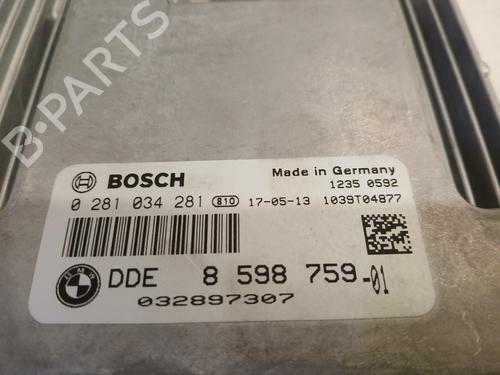 B-PARTS
BOSCH
Made in Germany
1235 0592
0 281 034 281 810 17-05-13 1039T04877
BMW
DDE 8 598 759-01
032897307